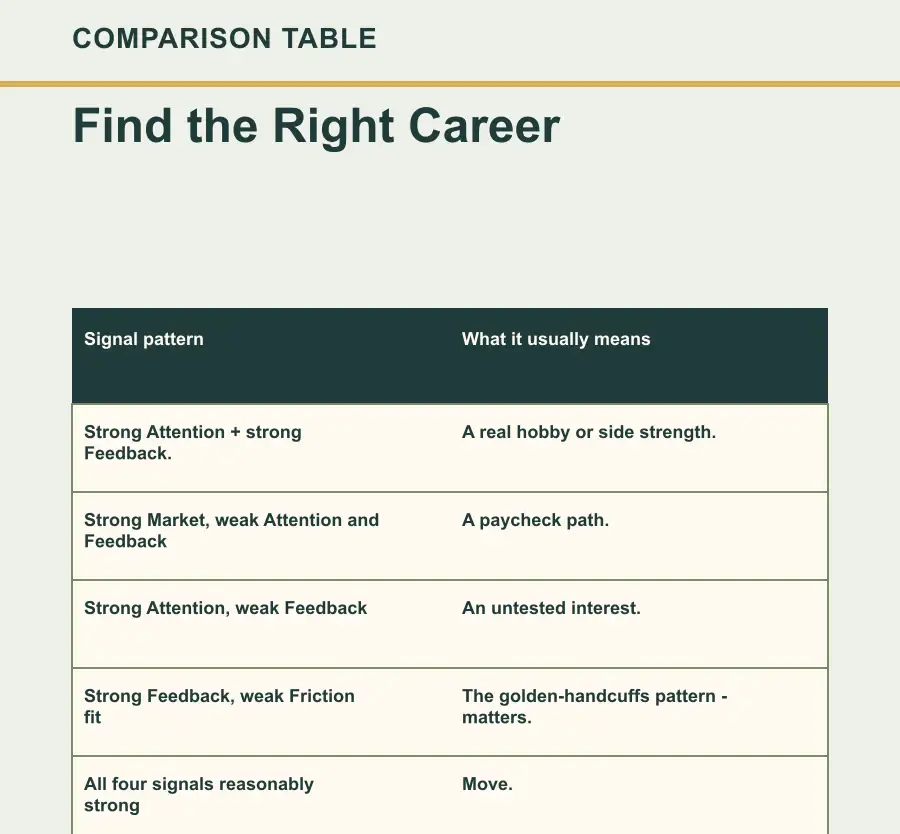 COMPARISON TABLE
Find the Right Career
Signal pattern
What it usually means
Strong Attention + strong
Feedback.
A real hobby or side strength.
Strong Market, weak Attention and
Feedback
A paycheck path.
Strong Attention, weak Feedback
An untested interest.
Strong Feedback, weak Friction
fit
The golden-handcuffs pattern -
matters.
All four signals reasonably
strong
Move.